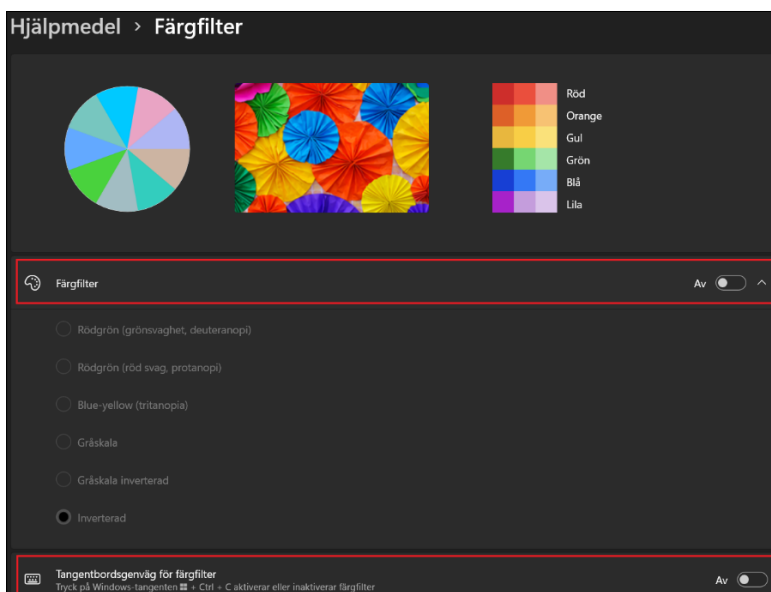 Hjälpmedel > Färgfilter
Röd
Orange
Gul
Grön
Blå
Lila
Färgfilter
Av
Rödgrön (grönsvaghet, deuteranopi)
Rödgrön (röd svag, protanopi)
Blue-yellow (tritanopia)
Gråskala
Gråskala inverterad
Inverterad
Tangentbordsgenväg för färgfilter
Av
Tryck på Windows-tangenten + Ctrl + C aktiverar eller inaktiverar färgfilter